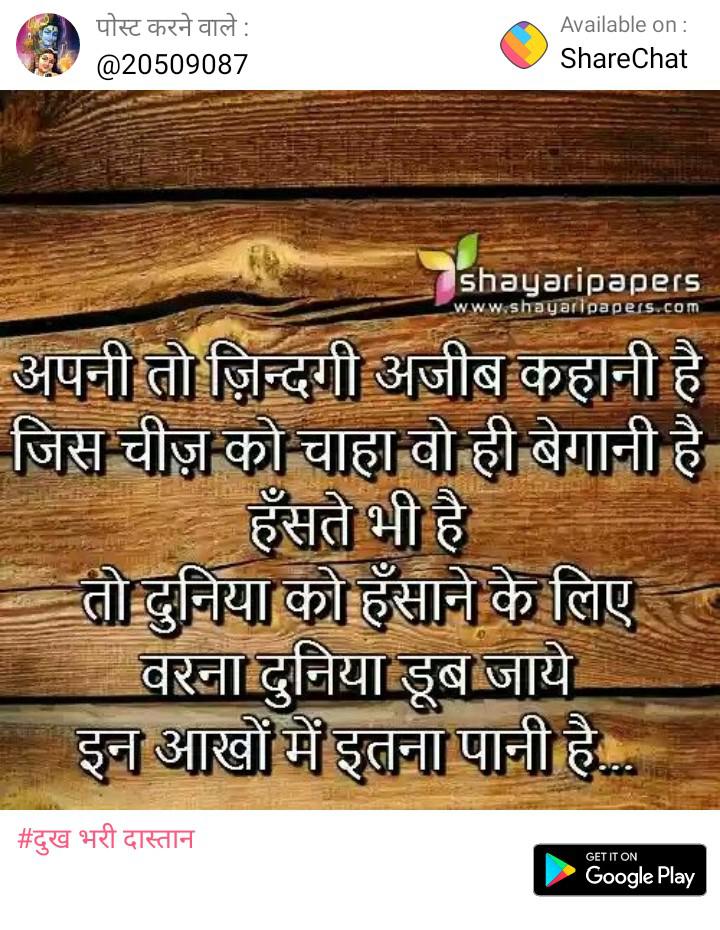 पोस्ट करने वाले :
@20509087
Available on :
ShareChat
shayaripapers
www.shayaripapers.com
अपनी तो ज़िन्दगी अजीब कहानी है
जिस चीज़ को चाहा वो ही बेगानी है
हँसते भी है
तो दुनिया को हँसाने के लिए
वरना दुनिया डूब जाये
इन आखों में इतना पानी है...
#दुख भरी दास्तान
GET IT ON
Google Play